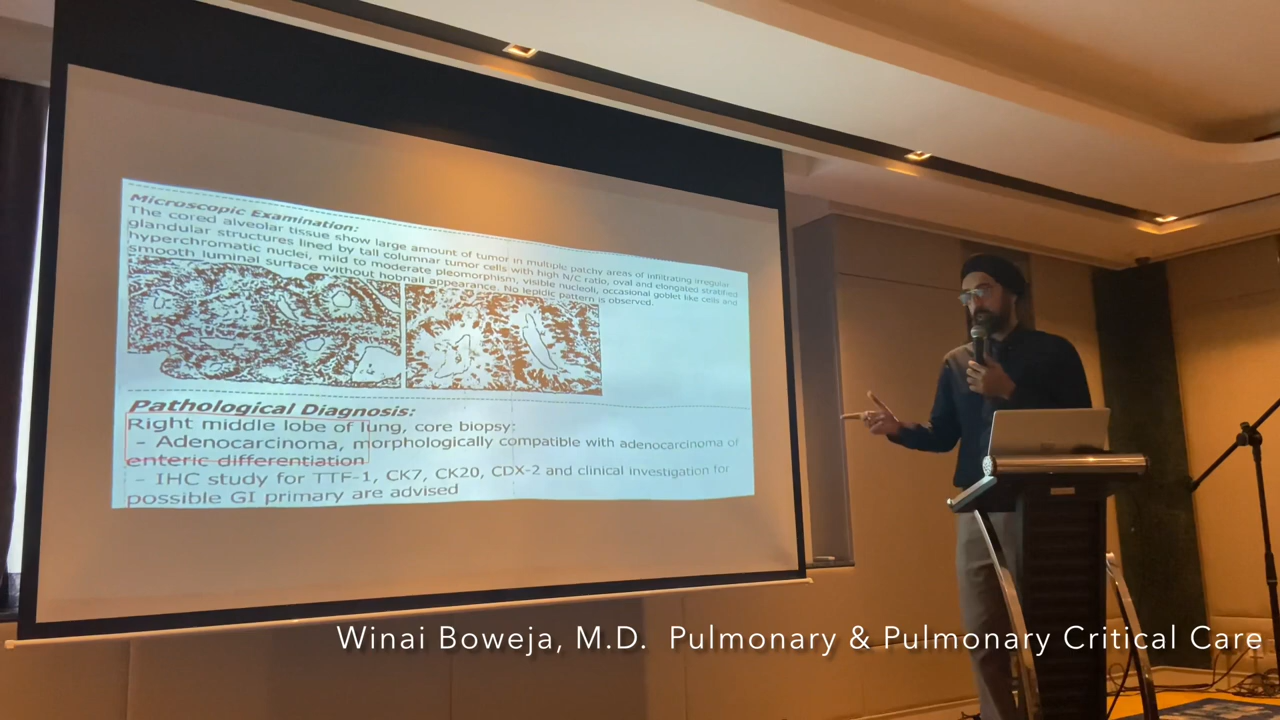 Microscopic Examination:
The cored alveolar tissue show large amount of tumor in multiple patchy areas of infiltrating irregular
glandular structures lined by tall columnar tumor cells with high N/C ratio, oval and elongated stratified
hyperchromatic nuclei, mild to moderate pleomorphism, visible nucleoli, occasional goblet like cells and
smooth luminal surface without hobnail appearance. No lepidic pattern is observed.
Pathological Diagnosis:
Right middle lobe of lung, core biopsy:
- Adenocarcinoma, morphologically compatible with adenocarcinoma of
enteric differentiation
- IHC study for TTF-1, CK7, CK20, CDX-2 and clinical investigation for
possible GI primary are advised
Winai Boweja, M.D. Pulmonary & Pulmonary Critical Care